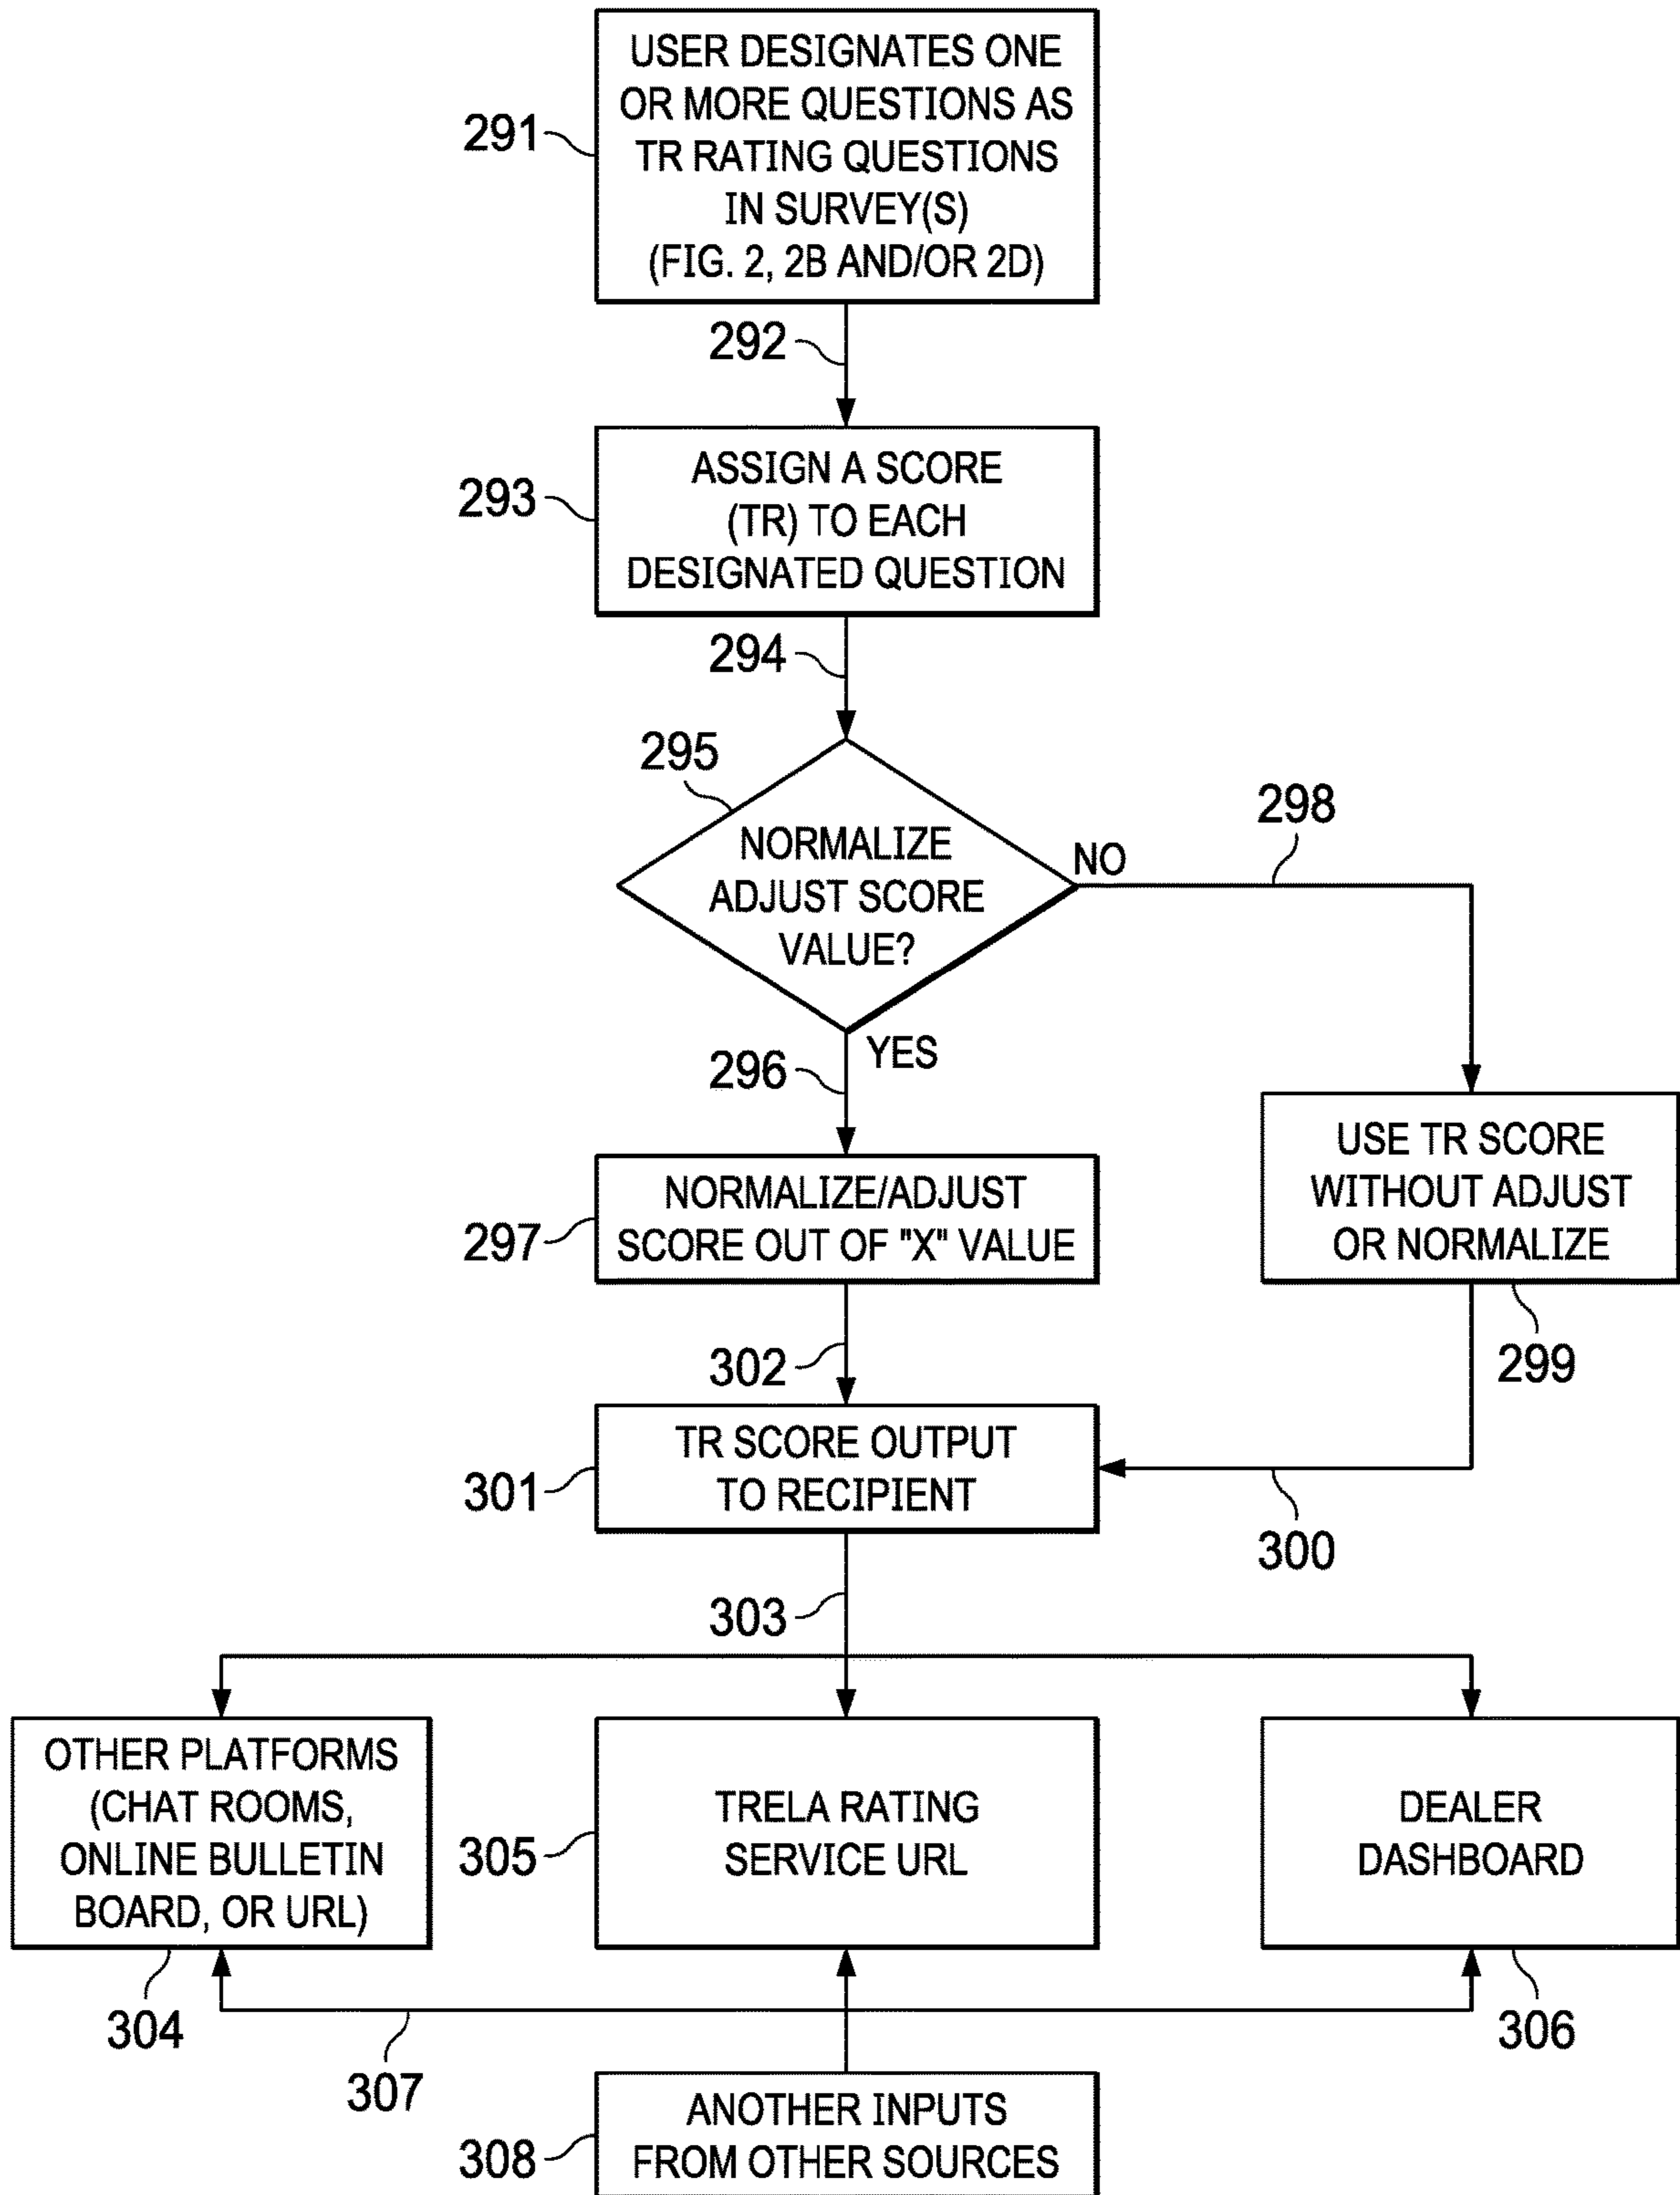 USER DESIGNATES ONE
OR MORE QUESTIONS AS
TR RATING QUESTIONS
IN SURVEY(S)
(FIG. 2, 2B AND/OR 2D)
291
292
ASSIGN A SCORE
(TR) TO EACH
DESIGNATED QUESTION
293
294
295
NORMALIZE
ADJUST SCORE
VALUE?
NO
298
YES
296
NORMALIZE/ADJUST
SCORE OUT OF "X" VALUE
297
USE TR SCORE
WITHOUT ADJUST
OR NORMALIZE
299
302
TR SCORE OUTPUT
TO RECIPIENT
301
300
303
OTHER PLATFORMS
(CHAT ROOMS,
ONLINE BULLETIN
BOARD, OR URL)
304
TRELA RATING
SERVICE URL
305
DEALER
DASHBOARD
306
307
ANOTHER INPUTS
FROM OTHER SOURCES
308